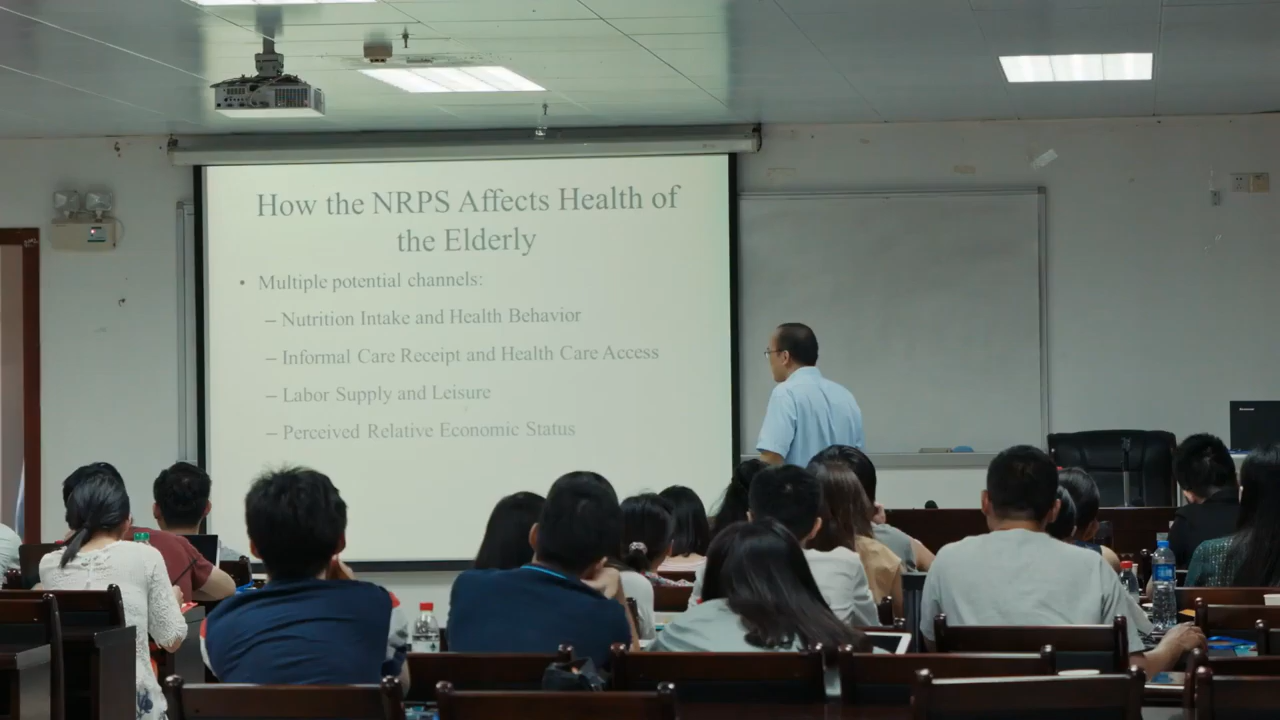 How the NRPS Affects Health of
the Elderly
• Multiple potential channels:
– Nutrition Intake and Health Behavior
– Informal Care Receipt and Health Care Access
– Labor Supply and Leisure
– Perceived Relative Economic Status